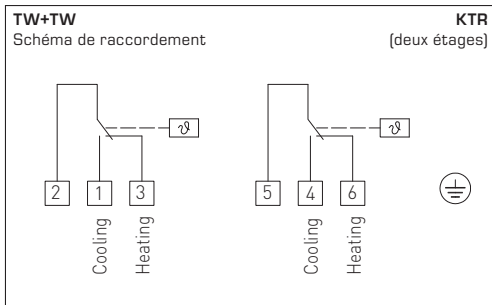 TW+TW KTR
Schéma de raccordement (deux étages)
ϑ ϑ
2 1 3 5 4 6
Cooling Heating Cooling Heating